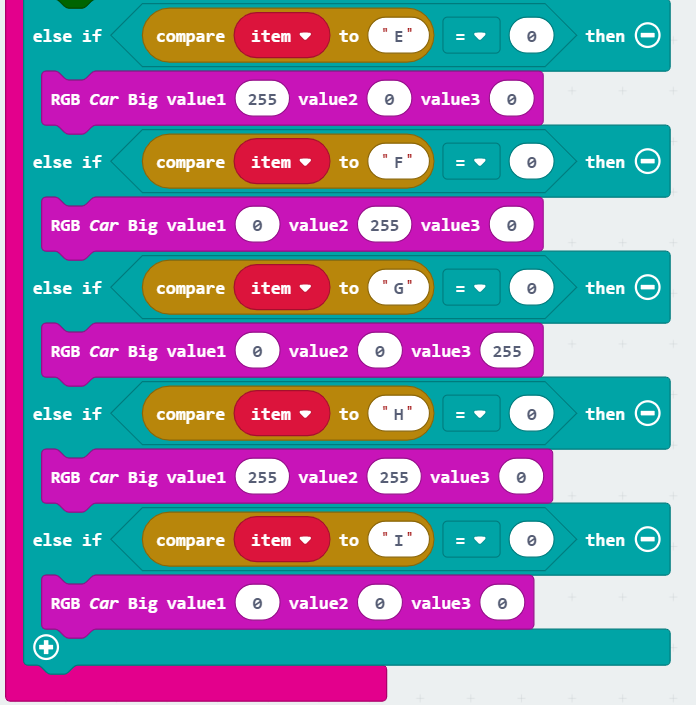 else if compare item to "E" = 0 then
RGB Car Big value1 255 value2 0 value3 0
else if compare item to "F" = 0 then
RGB Car Big value1 0 value2 255 value3 0
else if compare item to "G" = 0 then
RGB Car Big value1 0 value2 0 value3 255
else if compare item to "H" = 0 then
RGB Car Big value1 255 value2 255 value3 0
else if compare item to "I" = 0 then
RGB Car Big value1 0 value2 0 value3 0